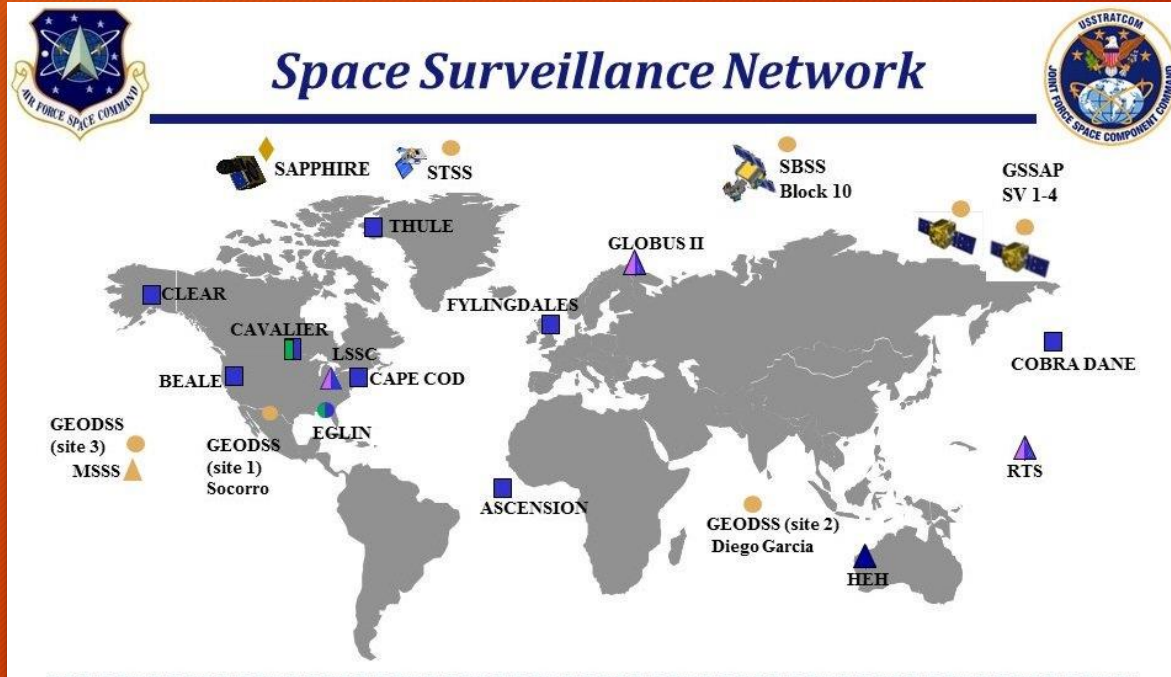 Space Surveillance Network
AIR FORCE SPACE COMMAND
USSTRATCOM
JOINT FORCE SPACE COMPONENT COMMAND
SAPPHIRE
STSS
SBSS
Block 10
GSSAP
SV 1-4
THULE
GLOBUS II
CLEAR
FYLINGDALES
CAVALIER
LSSC
COBRA DANE
BEALE
CAPE COD
EGLIN
GEODSS
(site 3)
MSSS
GEODSS
(site 1)
Socorro
RTS
ASCENSION
GEODSS (site 2)
Diego Garcia
HEH